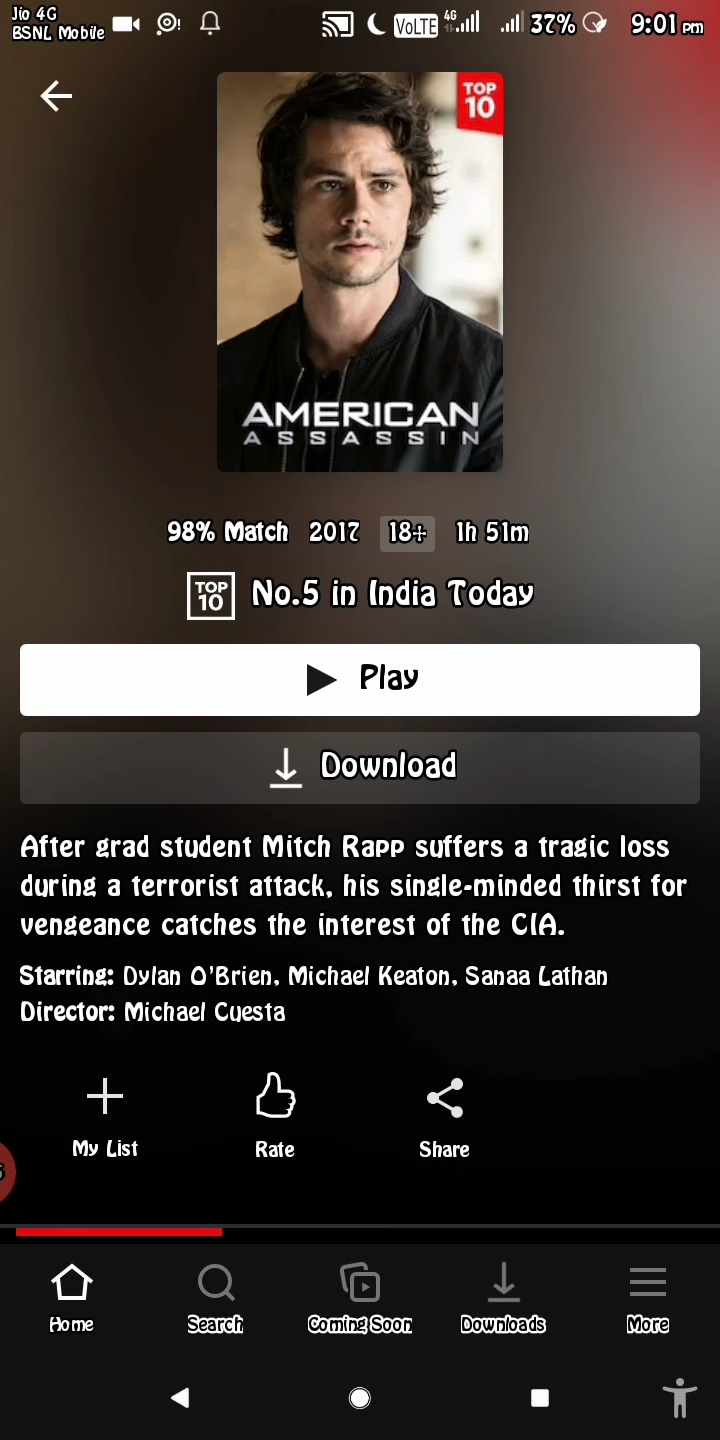 Jio 4G
BSNL Mobile
VoLTE 4G 37% 9:01 PM
TOP
10
AMERICAN
ASSASSIN
98% Match 2017 18+ 1h 51m
TOP
10
No.5 in India Today
Play
Download
After grad student Mitch Rapp suffers a tragic loss
during a terrorist attack, his single-minded thirst for
vengeance catches the interest of the CIA.
Starring: Dylan O'Brien, Michael Keaton, Sanaa Lathan
Director: Michael Cuesta
My List Rate Share
Home Search Coming Soon Downloads More